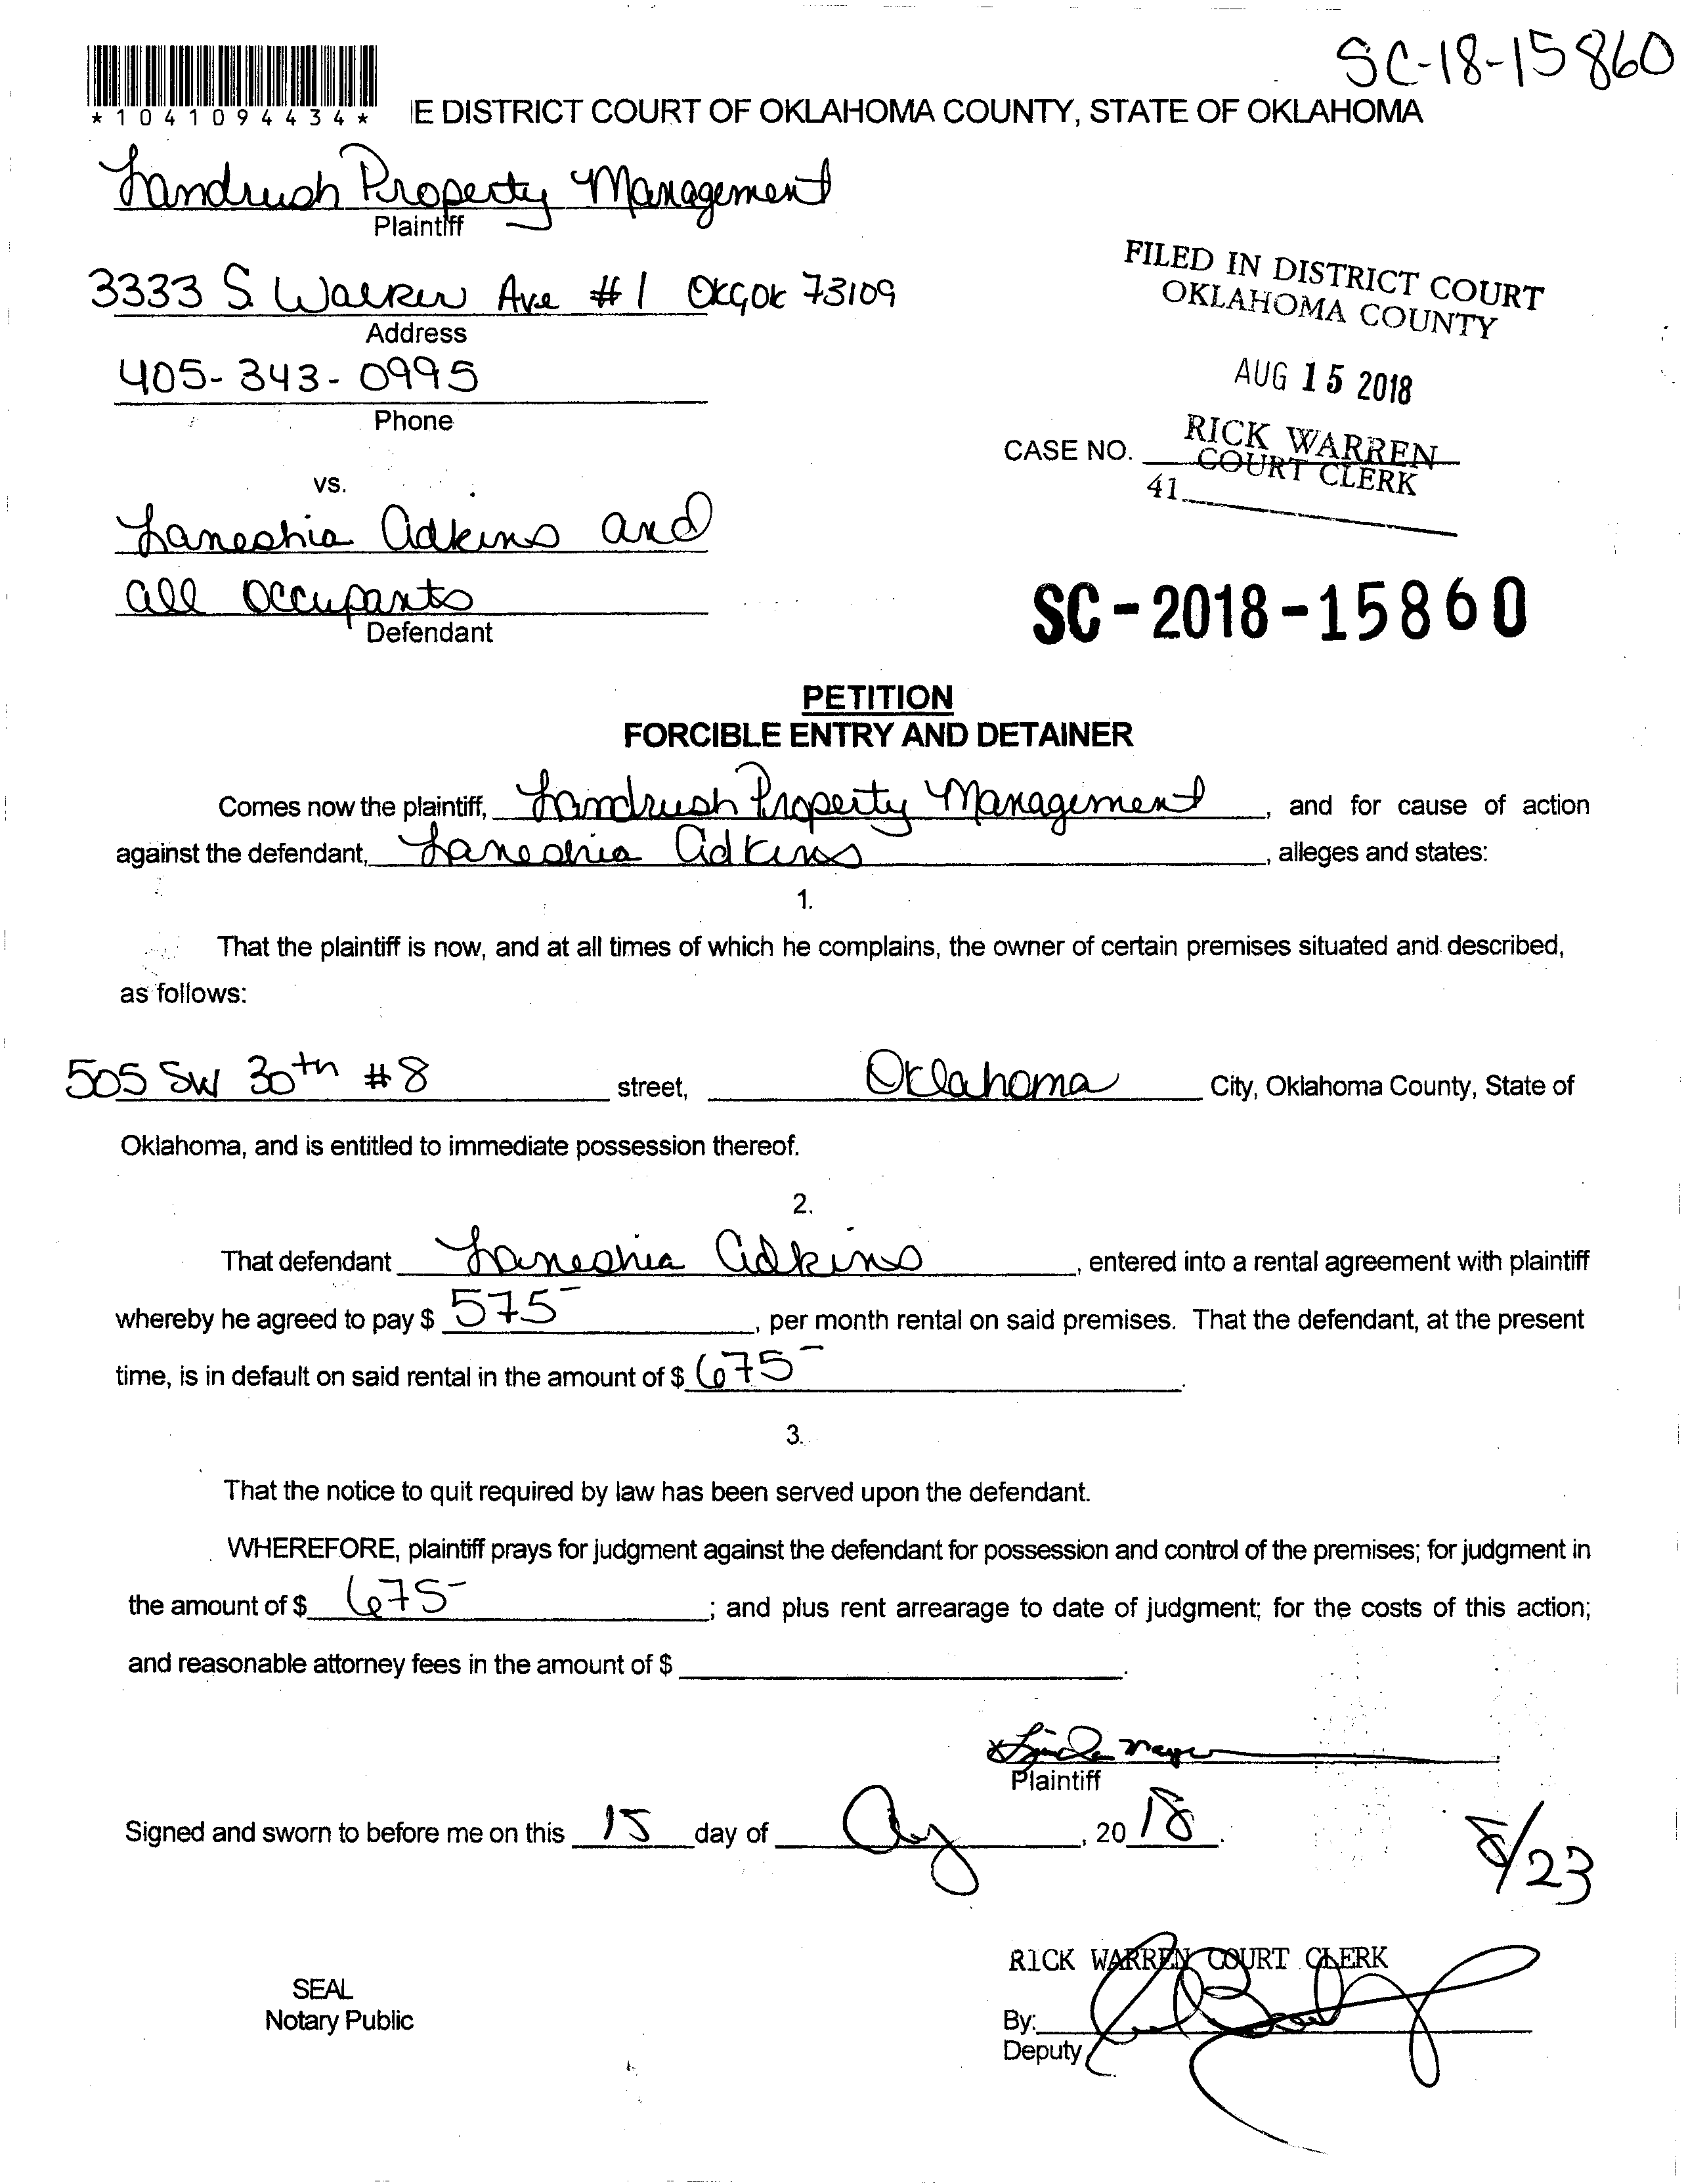 SC-18-15860
*1041094434*
E DISTRICT COURT OF OKLAHOMA COUNTY, STATE OF OKLAHOMA
Landrush Property Management
Plaintiff
3333 S. Walker Ave #1 OKC OK 73109
Address
405-343-0995
Phone
FILED IN DISTRICT COURT
OKLAHOMA COUNTY
AUG 15 2018
RICK WARREN
COURT CLERK
41
CASE NO.
vs.
Laneshia Adkins and
all Occupants
Defendant
SC-2018-15860
PETITION
FORCIBLE ENTRY AND DETAINER
Comes now the plaintiff, Landrush Property Management, and for cause of action
against the defendant, Laneshia Adkins, alleges and states:
1.
That the plaintiff is now, and at all times of which he complains, the owner of certain premises situated and described,
as follows:
505 SW 30th #8 street, Oklahoma City, Oklahoma County, State of
Oklahoma, and is entitled to immediate possession thereof.
2.
That defendant Laneshia Adkins, entered into a rental agreement with plaintiff
whereby he agreed to pay $ 575-, per month rental on said premises. That the defendant, at the present
time, is in default on said rental in the amount of $ 675-.
3.
That the notice to quit required by law has been served upon the defendant.
WHEREFORE, plaintiff prays for judgment against the defendant for possession and control of the premises; for judgment in
the amount of $ 675-; and plus rent arrearage to date of judgment; for the costs of this action;
and reasonable attorney fees in the amount of $ .
x Linda
Plaintiff
Signed and sworn to before me on this 15 day of Aug, 2018.
8/23
RICK WARREN COURT CLERK
SEAL
Notary Public
By:
Deputy